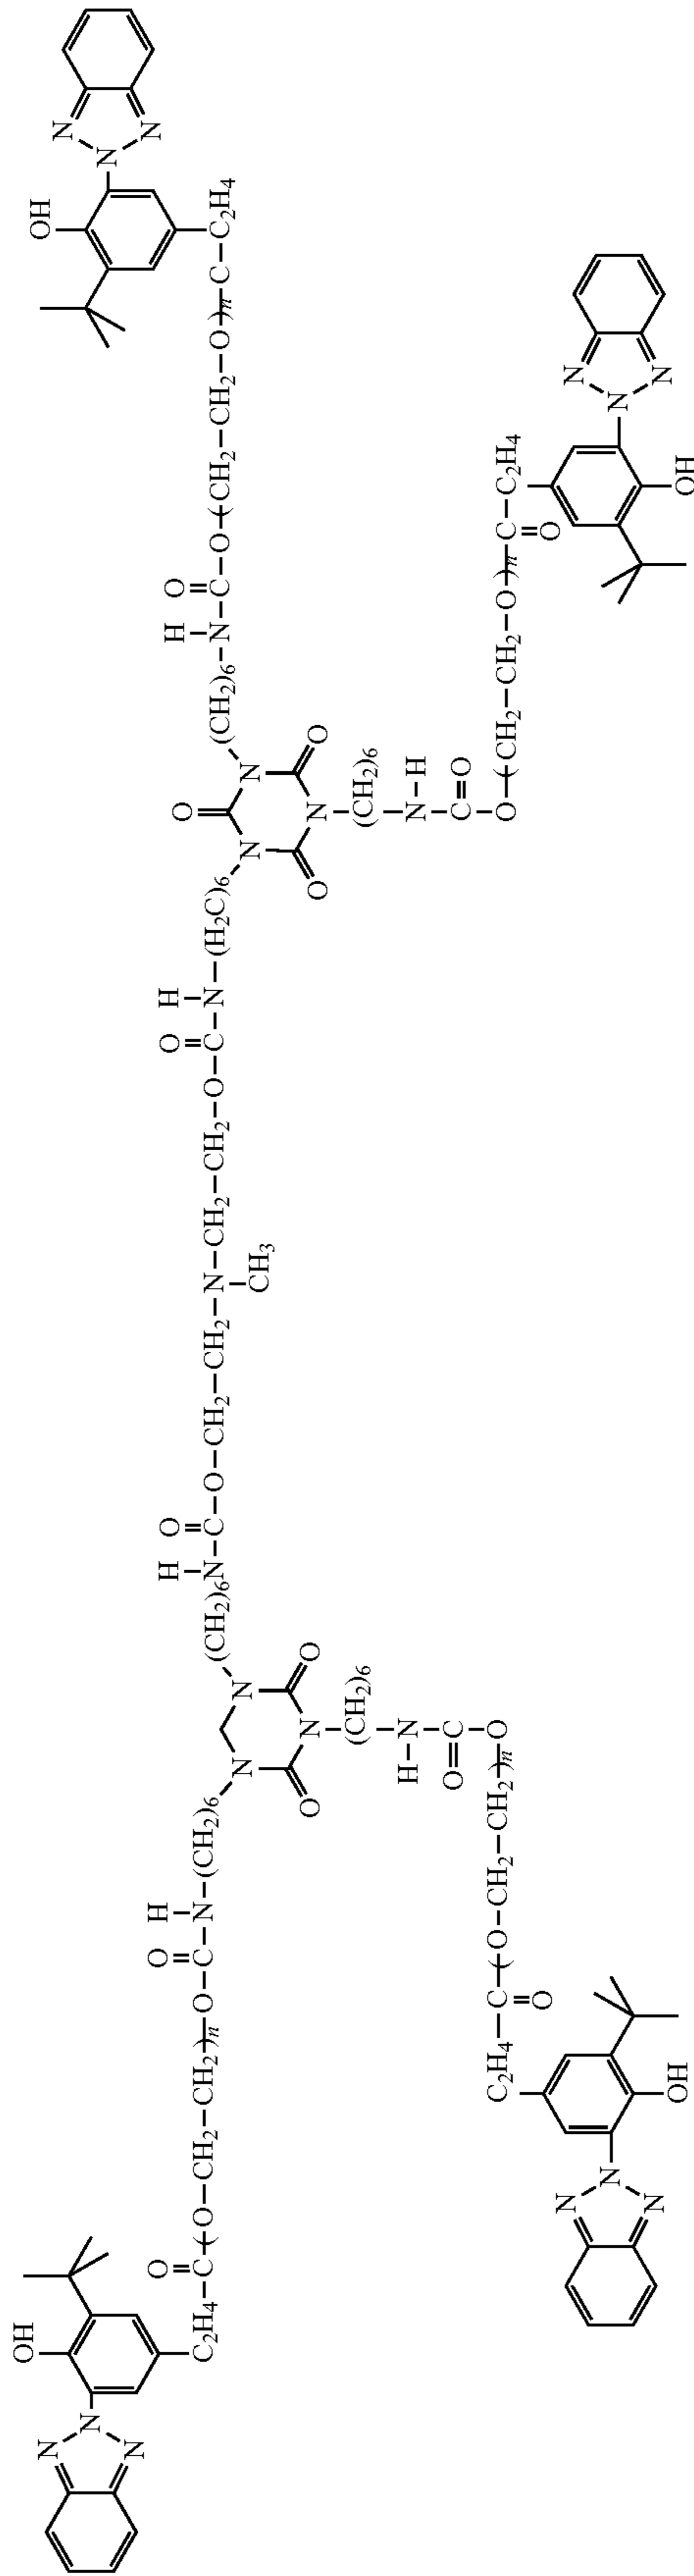 OH OH
N N N N N N
O H H O O H O H O
C₂H₄–C–(O–CH₂–CH₂)ₙ–O–C–N–(CH₂)₆ (CH₂)₆–N–C–O–CH₂–CH₂–N–CH₂–CH₂–O–C–N–(H₂C)₆ (CH₂)₆–N–C–O–(CH₂–CH₂–O)ₙ–C–C₂H₄
N N CH₃ N N
O N O O N O
(CH₂)₆ (CH₂)₆
H–N N–H
O=C C=O
C₂H₄–C–(O–CH₂–CH₂)ₙ–O O–(CH₂–CH₂–O)ₙ–C–C₂H₄
O O
N N N N N N
OH OH